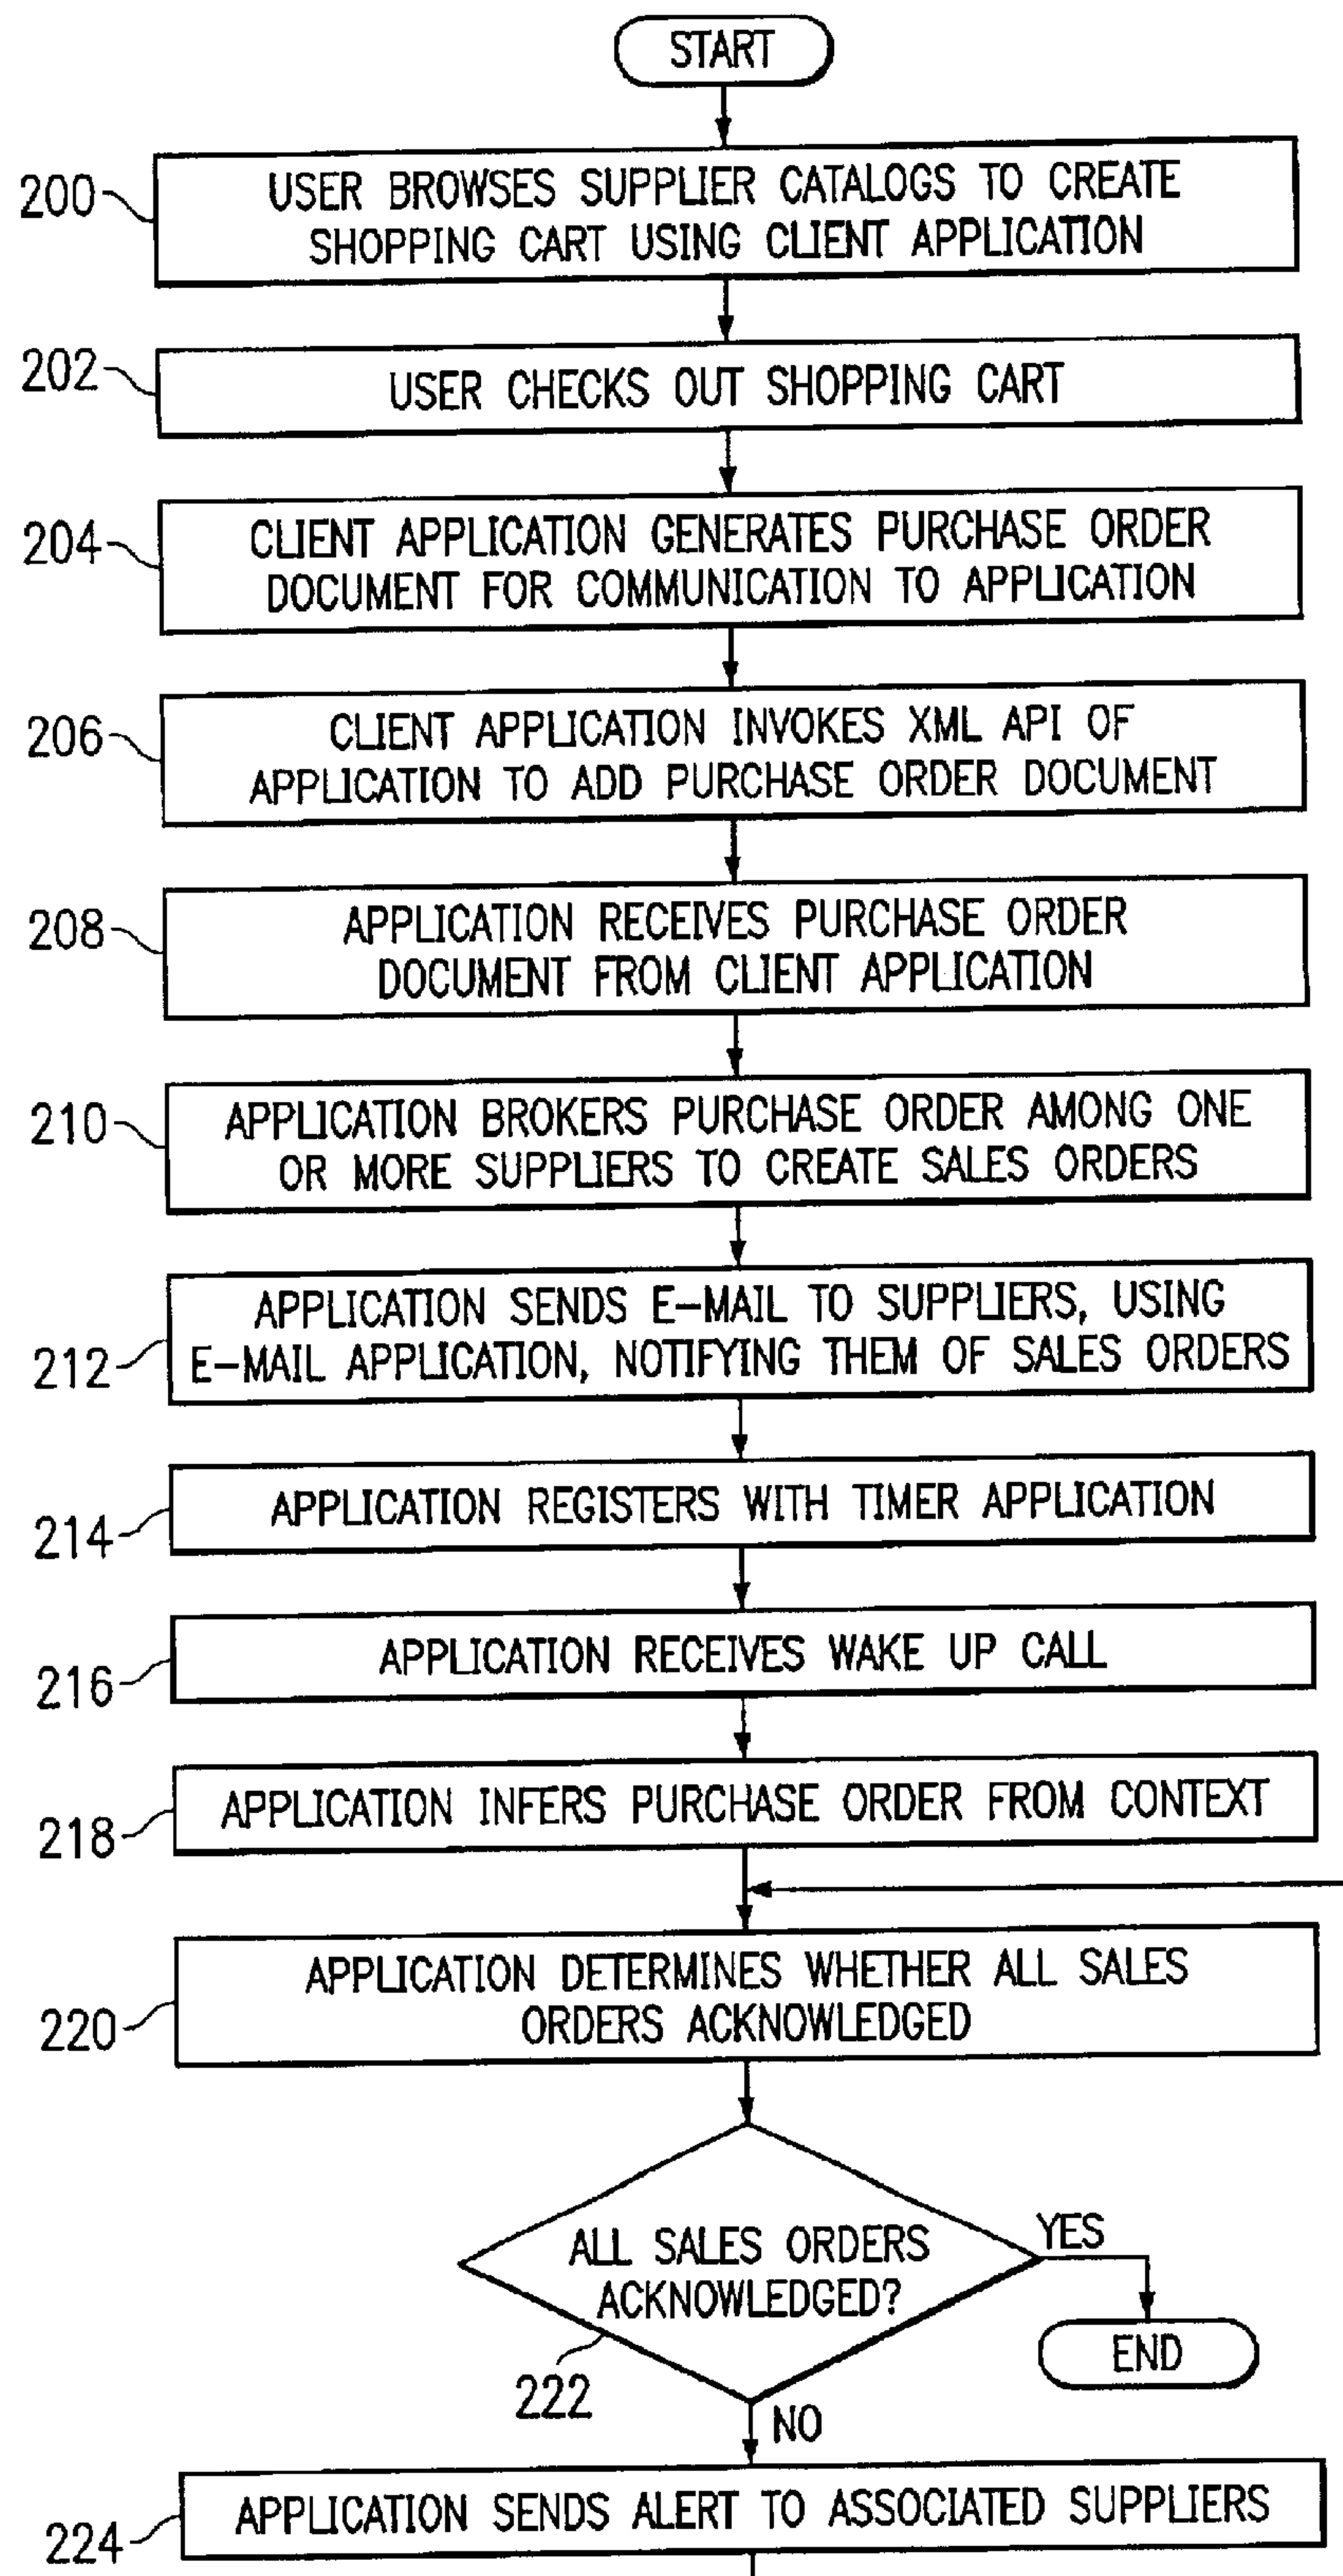 START
200
USER BROWSES SUPPLIER CATALOGS TO CREATE
SHOPPING CART USING CLIENT APPLICATION
202
USER CHECKS OUT SHOPPING CART
204
CLIENT APPLICATION GENERATES PURCHASE ORDER
DOCUMENT FOR COMMUNICATION TO APPLICATION
206
CLIENT APPLICATION INVOKES XML API OF
APPLICATION TO ADD PURCHASE ORDER DOCUMENT
208
APPLICATION RECEIVES PURCHASE ORDER
DOCUMENT FROM CLIENT APPLICATION
210
APPLICATION BROKERS PURCHASE ORDER AMONG ONE
OR MORE SUPPLIERS TO CREATE SALES ORDERS
212
APPLICATION SENDS E-MAIL TO SUPPLIERS, USING
E-MAIL APPLICATION, NOTIFYING THEM OF SALES ORDERS
214
APPLICATION REGISTERS WITH TIMER APPLICATION
216
APPLICATION RECEIVES WAKE UP CALL
218
APPLICATION INFERS PURCHASE ORDER FROM CONTEXT
220
APPLICATION DETERMINES WHETHER ALL SALES
ORDERS ACKNOWLEDGED
ALL SALES ORDERS
ACKNOWLEDGED?
YES
END
222
NO
224
APPLICATION SENDS ALERT TO ASSOCIATED SUPPLIERS